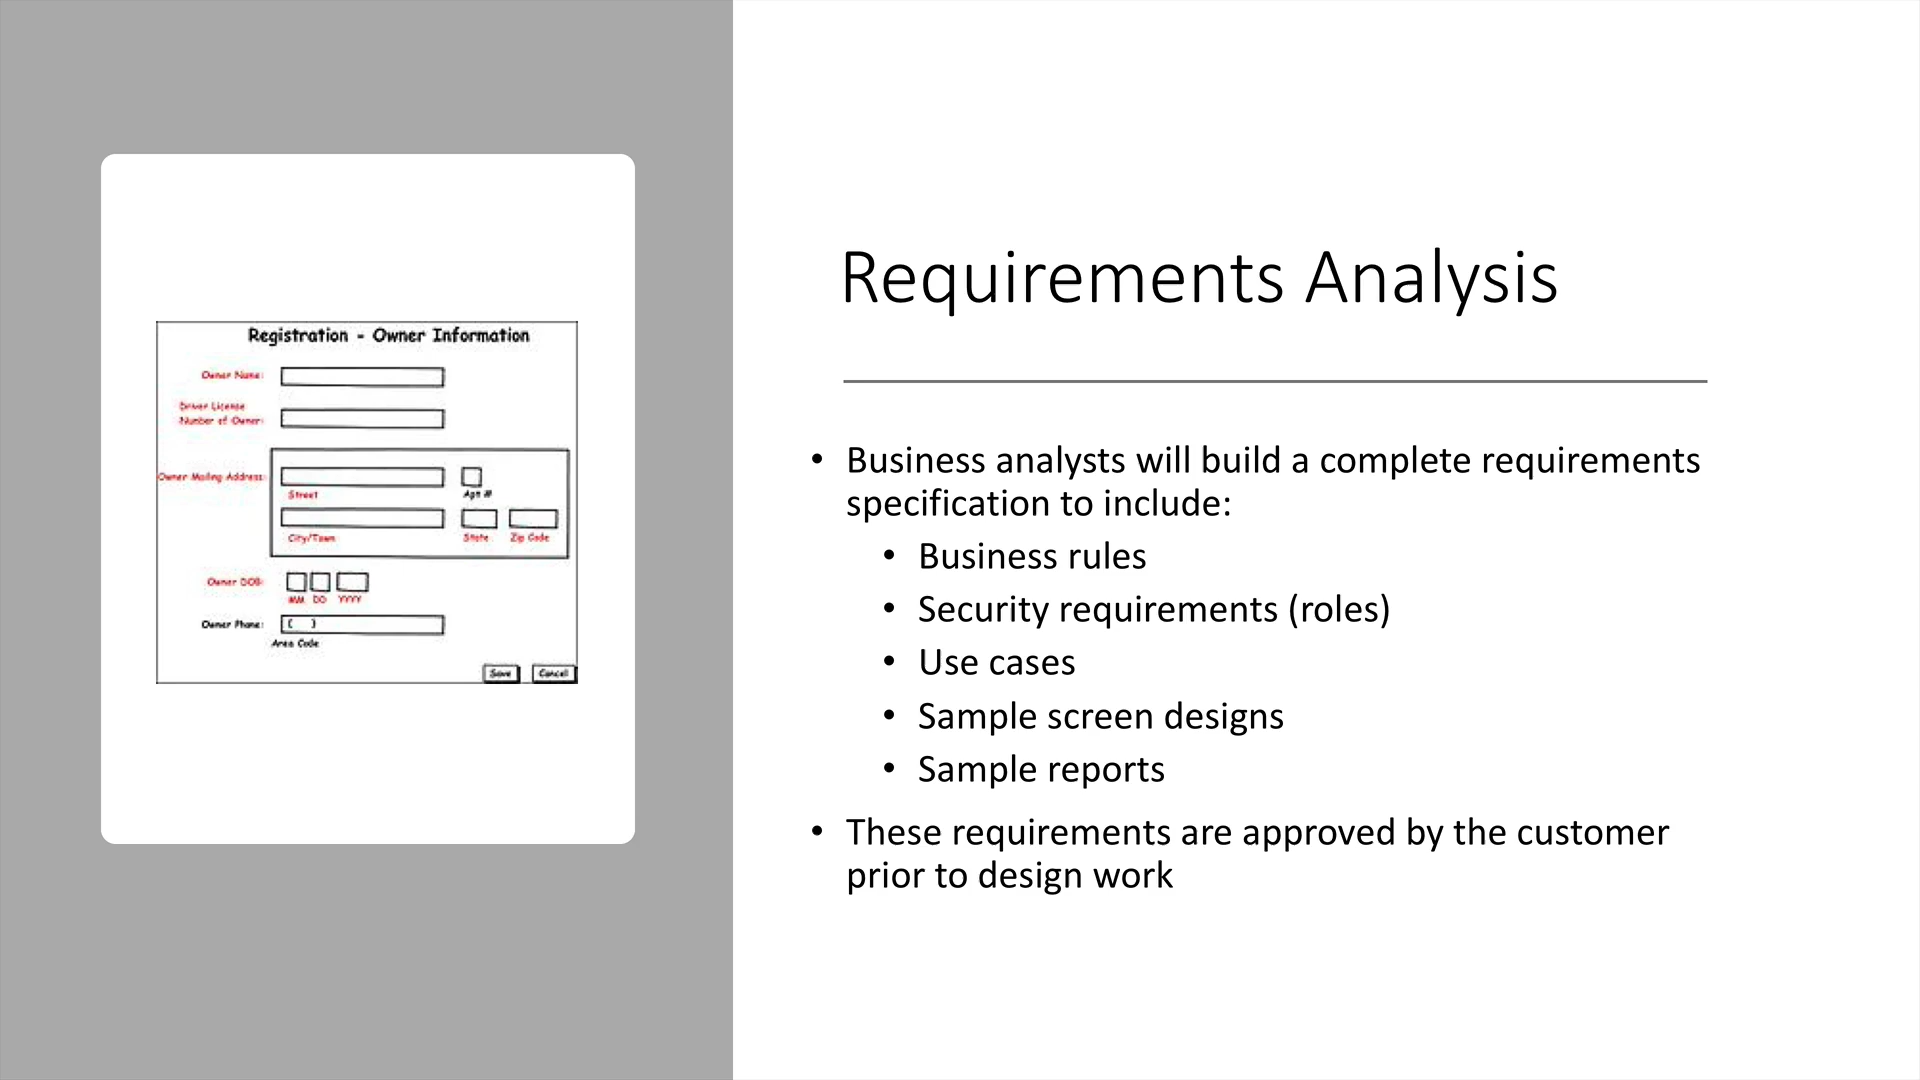 Registration - Owner Information
Owner Name:
Driver License
Number of Owner:
Owner Mailing Address:
Street
Apt #
City/Town
State
Zip Code
Owner DOB:
MM DD YYYY
Owner Phone: ( )
Area Code
Save Cancel
Requirements Analysis
• Business analysts will build a complete requirements
specification to include:
• Business rules
• Security requirements (roles)
• Use cases
• Sample screen designs
• Sample reports
• These requirements are approved by the customer
prior to design work